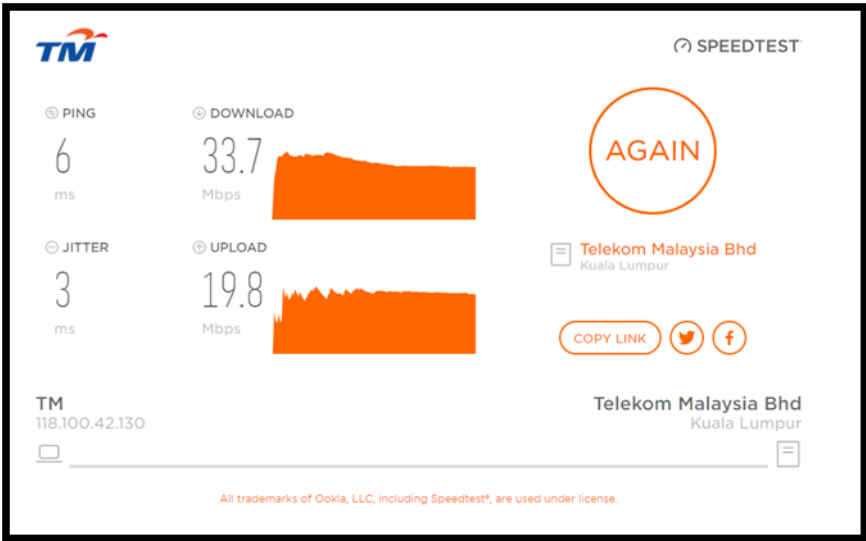 TM
SPEEDTEST
PING
6
ms
DOWNLOAD
33.7
Mbps
AGAIN
JITTER
3
ms
UPLOAD
19.8
Mbps
Telekom Malaysia Bhd
Kuala Lumpur
COPY LINK
TM
118.100.42.130
Telekom Malaysia Bhd
Kuala Lumpur
All trademarks of Ookla, LLC, including Speedtest®, are used under license.